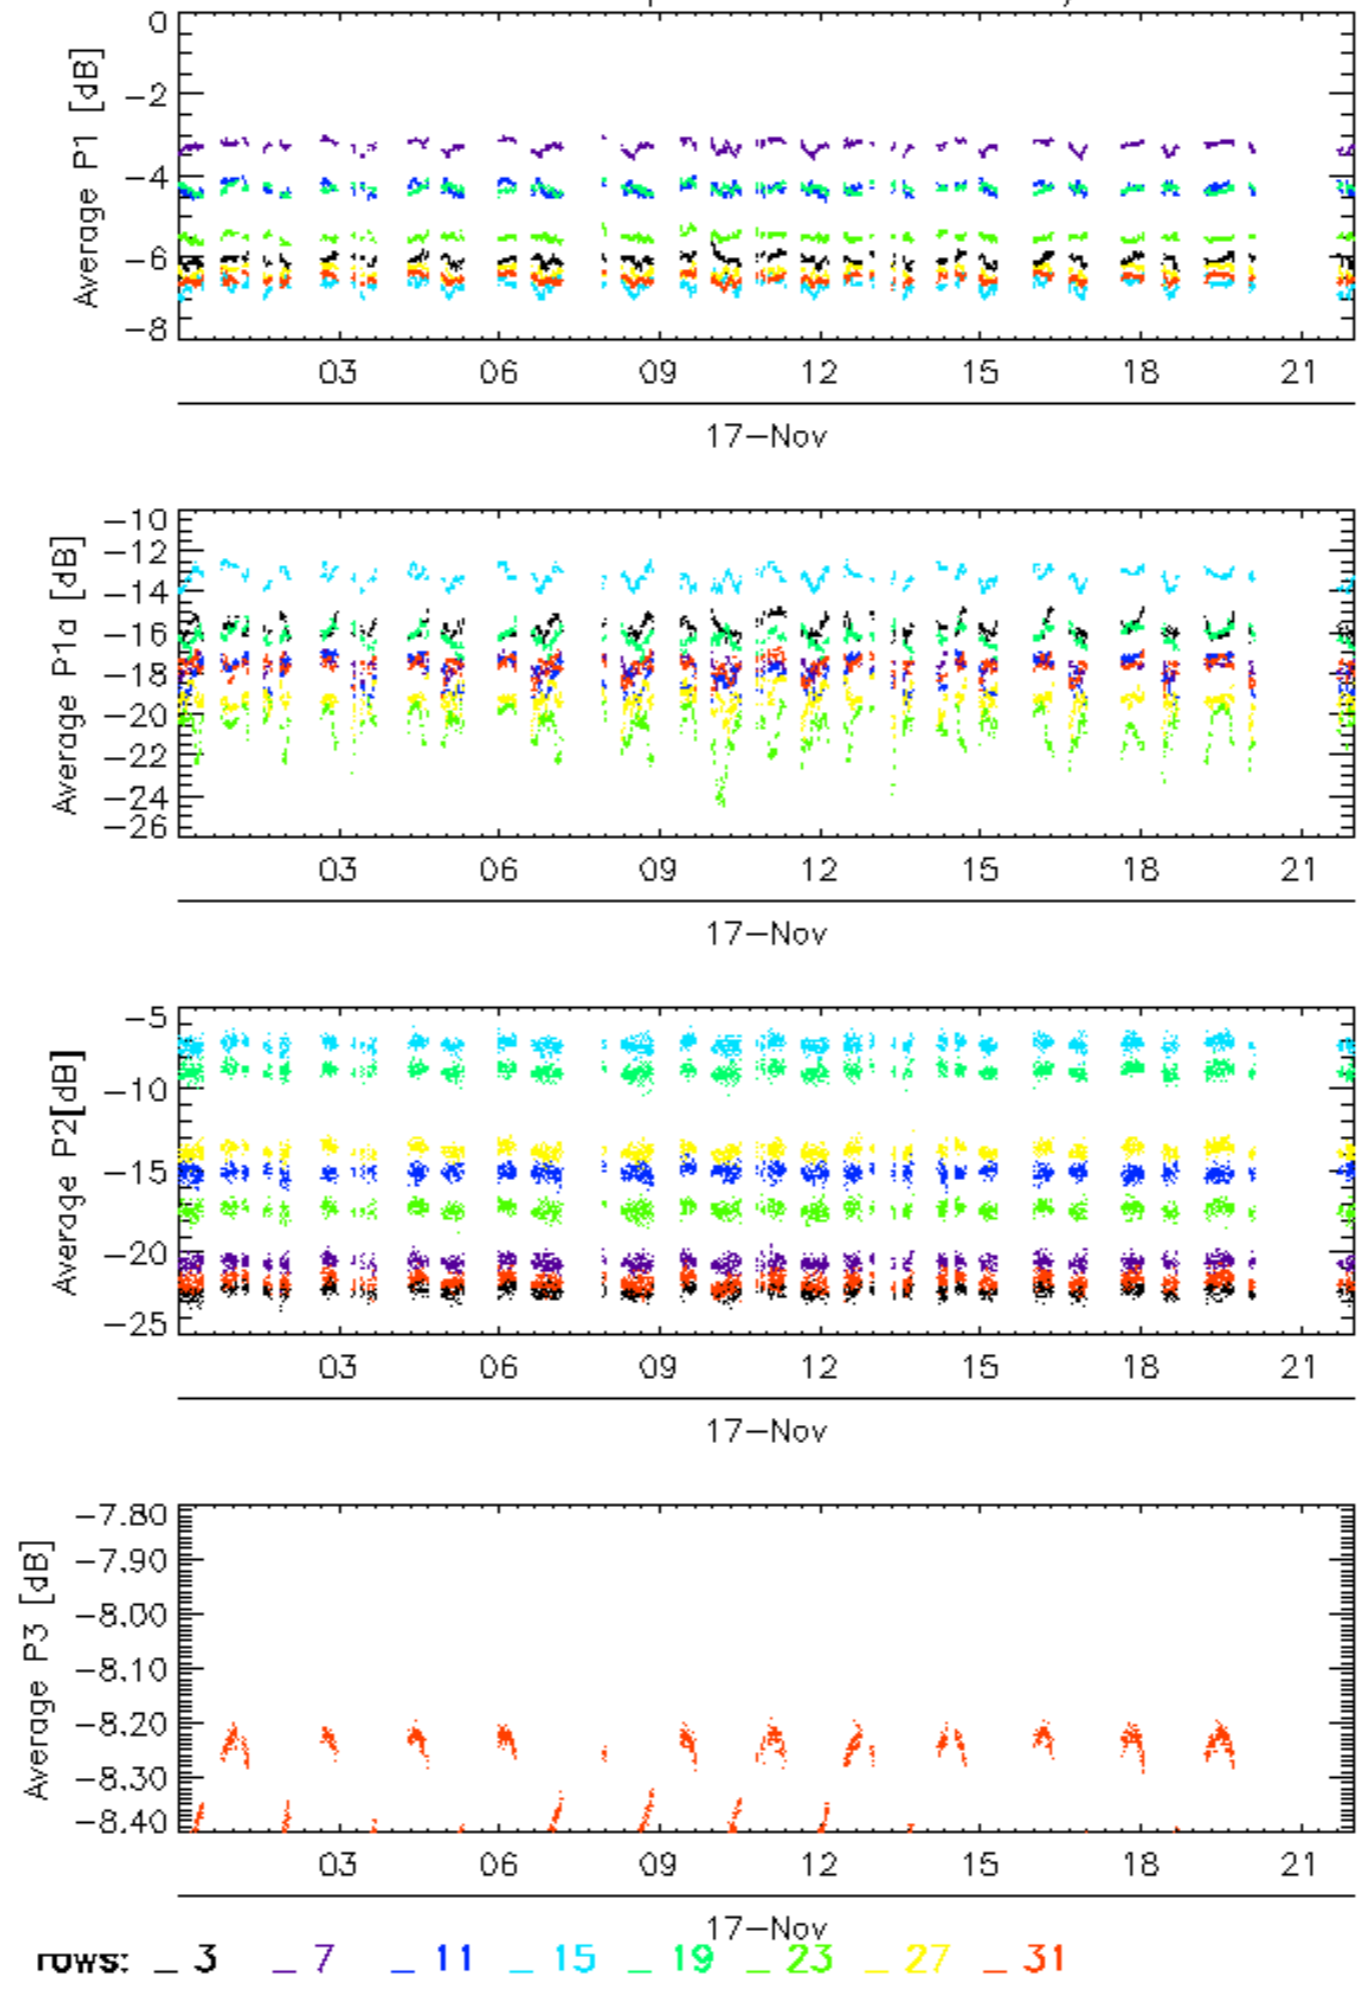 0
-2
-4
-6
-8
Average P1 [dB]
03 06 09 12 15 18 21
17-Nov
-10
-12
-14
-16
-18
-20
-22
-24
-26
Average P1a [dB]
03 06 09 12 15 18 21
17-Nov
-5
-10
-15
-20
-25
Average P2[dB]
03 06 09 12 15 18 21
17-Nov
-7.80
-7.90
-8.00
-8.10
-8.20
-8.30
-8.40
Average P3 [dB]
03 06 09 12 15 18 21
17-Nov
rows: _ 3 _ 7 _ 11 _ 15 _ 19 _ 23 _ 27 _ 31